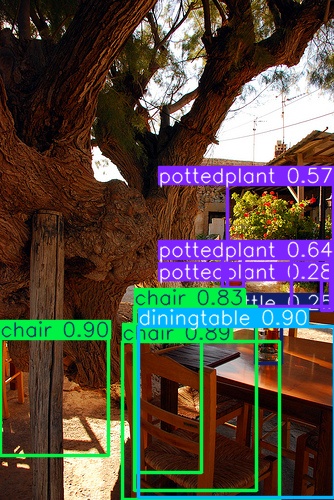 pottedplant 0.57
pottedplant 0.64
pottedplant 0.28
chair 0.83
diningtable 0.90
chair 0.90
chair 0.89